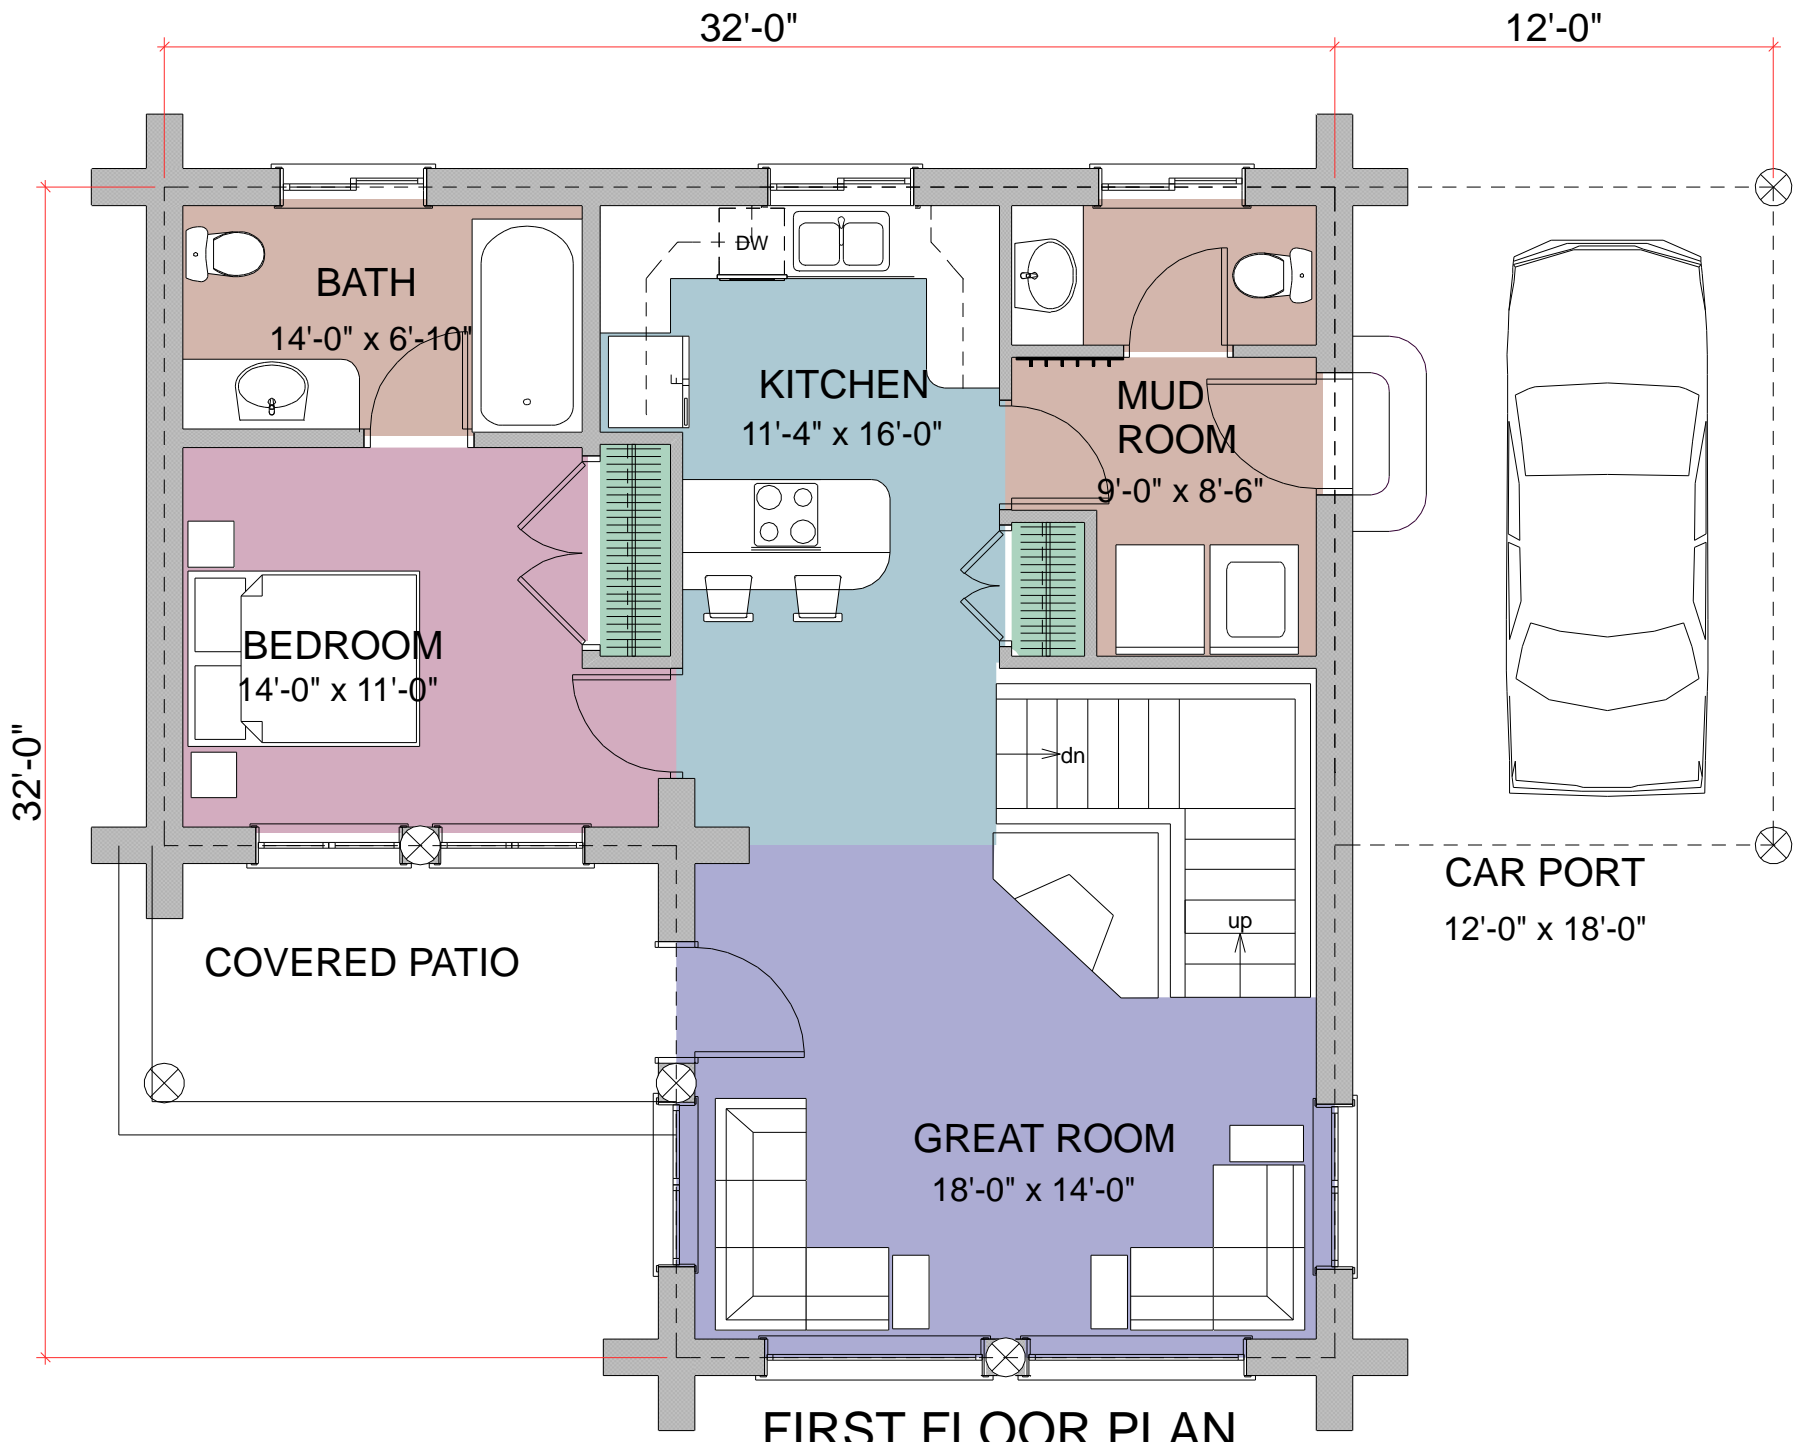 32'-0"
12'-0"
DW
BATH
14'-0" x 6'-10"
F
KITCHEN
11'-4" x 16'-0"
MUD
ROOM
9'-0" x 8'-6"
BEDROOM
14'-0" x 11'-0"
32'-0"
dn
up
CAR PORT
12'-0" x 18'-0"
COVERED PATIO
GREAT ROOM
18'-0" x 14'-0"
FIRST FLOOR PLAN